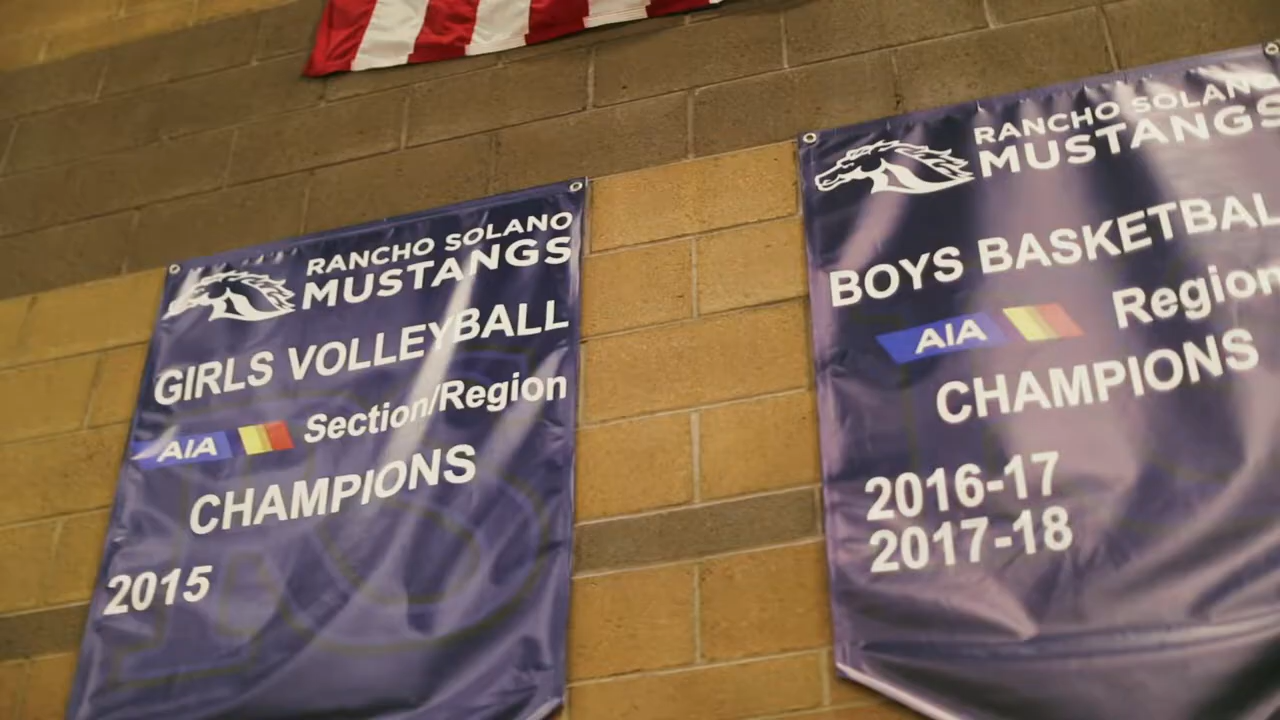 RANCHO SOLANO
MUSTANGS
GIRLS VOLLEYBALL
AIA Section/Region
CHAMPIONS
2015
RANCHO SOLANO
MUSTANGS
BOYS BASKETBAL
AIA Region
CHAMPIONS
2016-17
2017-18